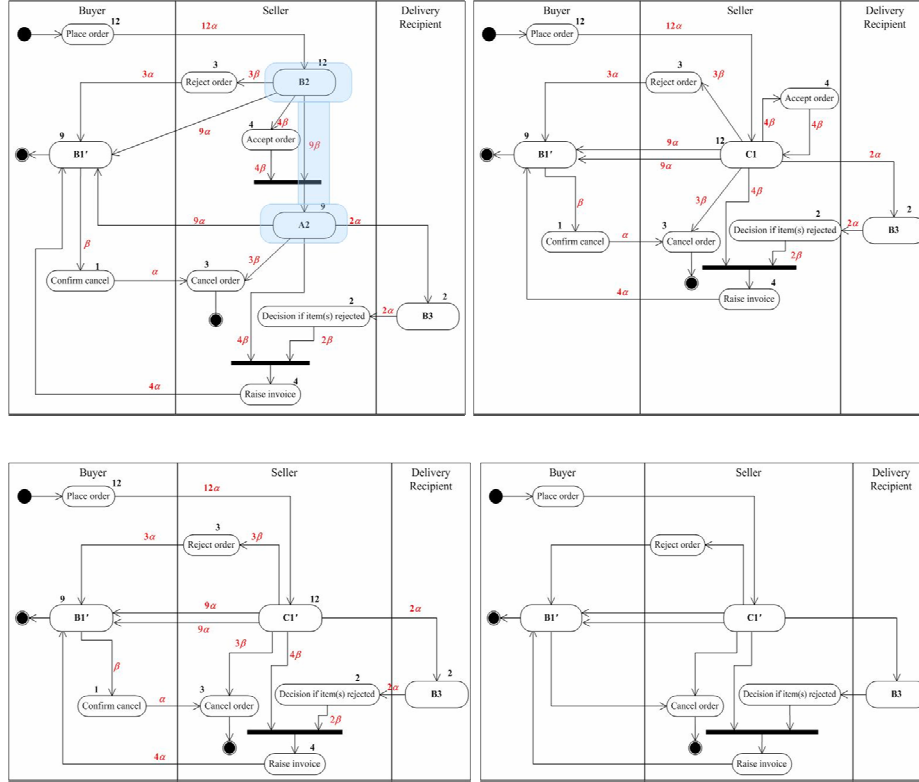 Buyer Seller Delivery
Recipient
12
Place order
12α
3 12
3α Reject order 3β B2
9α 4β
4 9β
Accept order
9
B1′ 4β
9
9α A2 2α
β 3β
1 3 2
Confirm cancel α Cancel order
2
Decision if item(s) rejected 2α B3
4β 2β
4
4α Raise invoice
Buyer Seller Delivery
Recipient
12
Place order 12α
3
3α Reject order 3β 4
Accept order
4β 4β
9 9α 12
B1′ C1 2α
9α
4β
β 3β
1 3 2 2
Confirm cancel α Cancel order Decision if item(s) rejected 2α B3
2β
4
4α Raise invoice
Buyer Seller Delivery
Recipient
12
Place order 12α
3
3α Reject order 3β
9 9α 12
B1′ C1′ 2α
9α
3β 4β
β
1 3 2 2
Confirm cancel α Cancel order Decision if item(s) rejected 2α B3
2β
4
4α Raise invoice
Buyer Seller Delivery
Recipient
Place order
Reject order
B1′ C1′
Cancel order Decision if item(s) rejected B3
Raise invoice